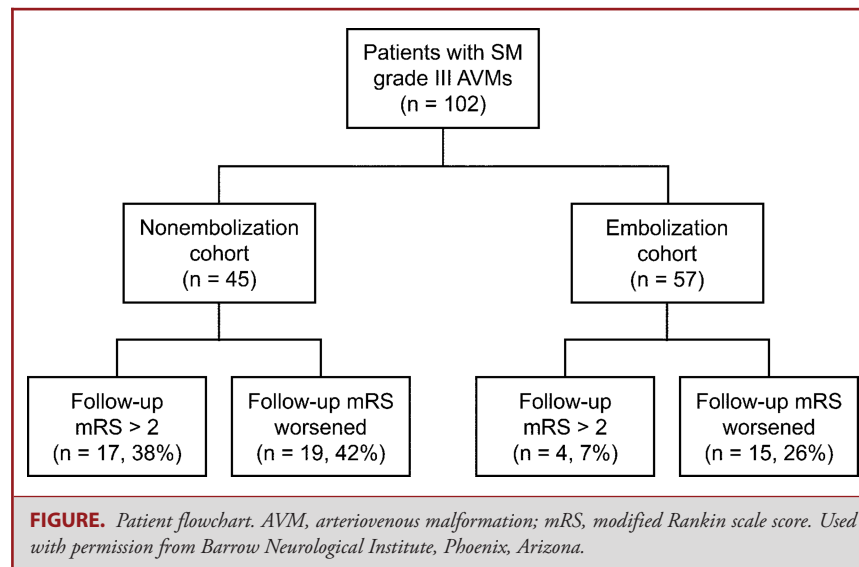 Patients with SM
grade III AVMs
(n = 102)
Nonembolization
cohort
(n = 45)
Embolization
cohort
(n = 57)
Follow-up
mRS > 2
(n = 17, 38%)
Follow-up mRS
worsened
(n = 19, 42%)
Follow-up
mRS > 2
(n = 4, 7%)
Follow-up mRS
worsened
(n = 15, 26%)
FIGURE. Patient flowchart. AVM, arteriovenous malformation; mRS, modified Rankin scale score. Used
with permission from Barrow Neurological Institute, Phoenix, Arizona.